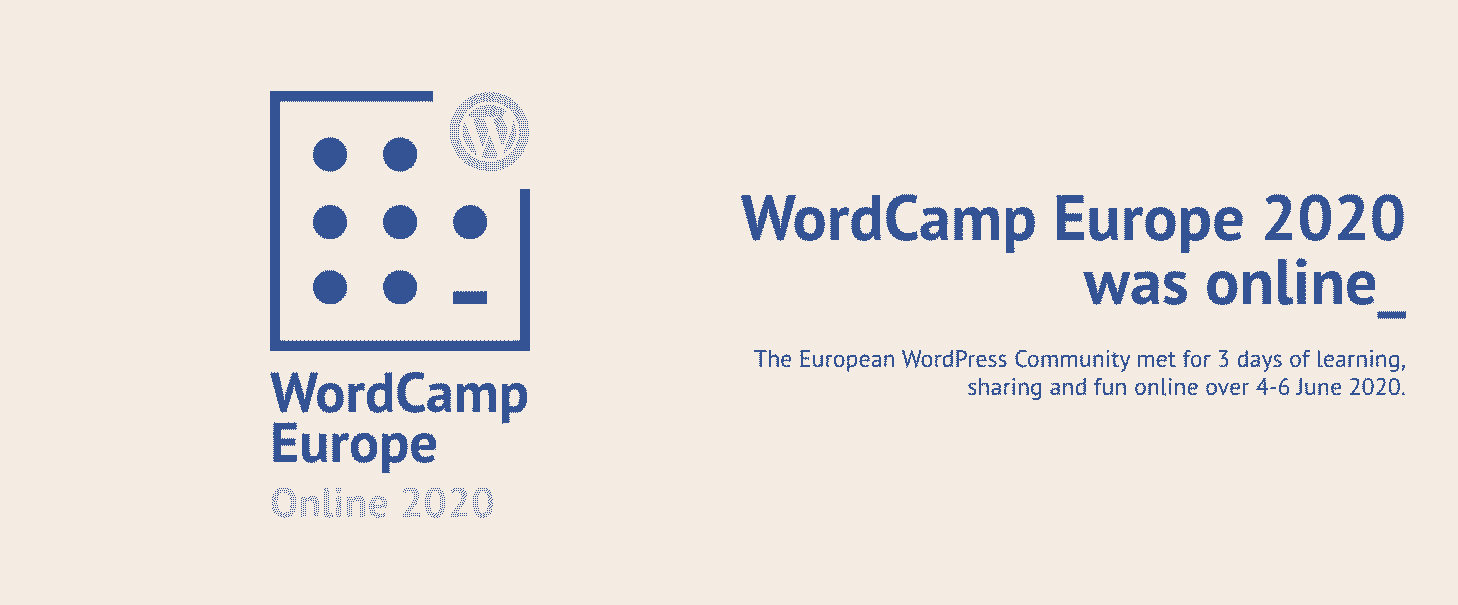 WordCamp
Europe
Online 2020
WordCamp Europe 2020
was online_
The European WordPress Community met for 3 days of learning,
sharing and fun online over 4-6 June 2020.